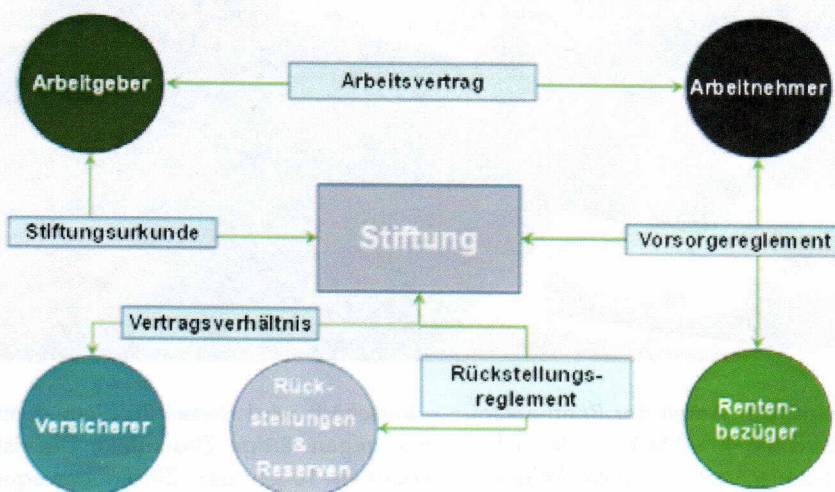 Arbeitgeber
Arbeitsvertrag
Arbeitnehmer
Stiftungsurkunde
Stiftung
Vorsorgereglement
Vertragsverhältnis
Versicherer
Rück-
stellungen
&
Reserven
Rückstellungs-
reglement
Renten-
bezüger